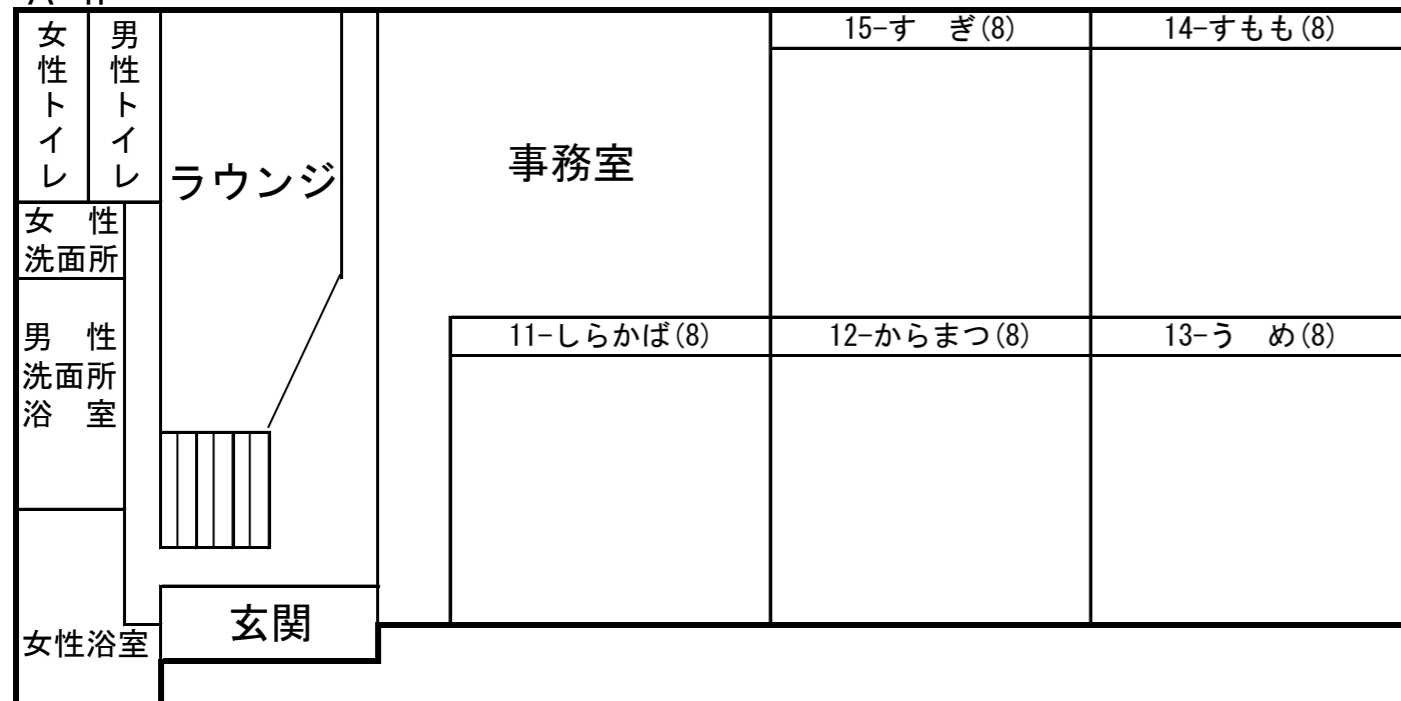 女性トイレ
男性トイレ
ラウンジ
事務室
15-す　ぎ(8)
14-すもも(8)
女　性
洗面所
男　性
洗面所
浴　室
11-しらかば(8)
12-からまつ(8)
13-う　め(8)
玄関
女性浴室